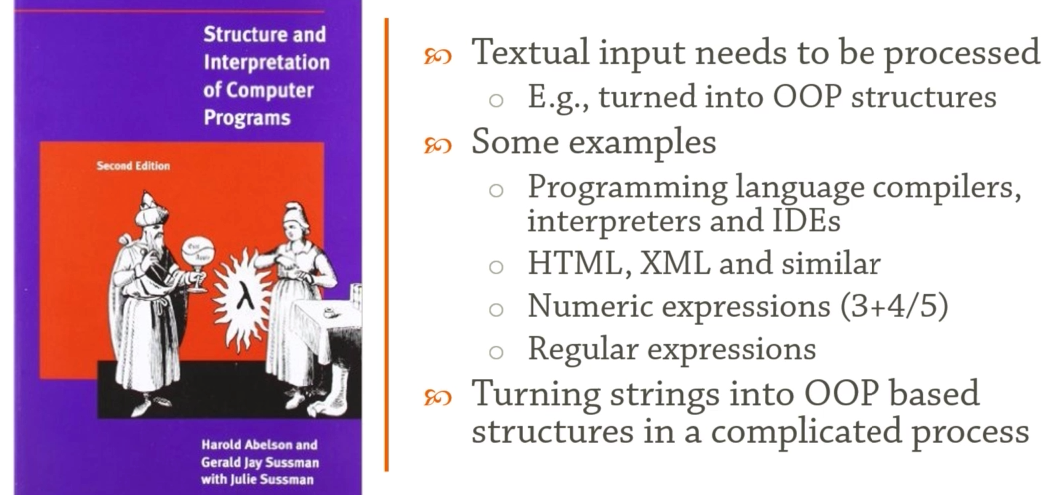 Structure and
Interpretation
of Computer
Programs
Second Edition
λ
Harold Abelson and
Gerald Jay Sussman
with Julie Sussman
Textual input needs to be processed
E.g., turned into OOP structures
Some examples
Programming language compilers,
interpreters and IDEs
HTML, XML and similar
Numeric expressions (3+4/5)
Regular expressions
Turning strings into OOP based
structures in a complicated process